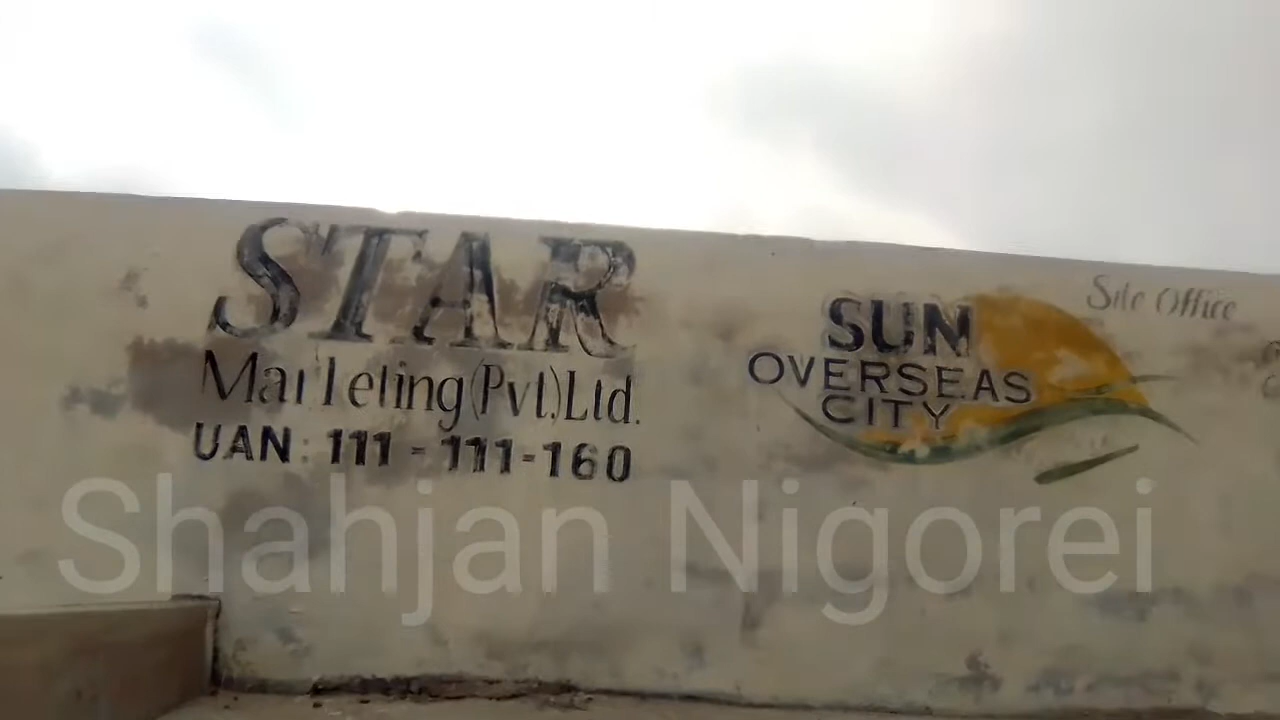 STAR
Marketing (Pvt.) Ltd.
UAN : 111 - 111-160
SUN
OVERSEAS
CITY
Site Office
Shahjan Nigorei